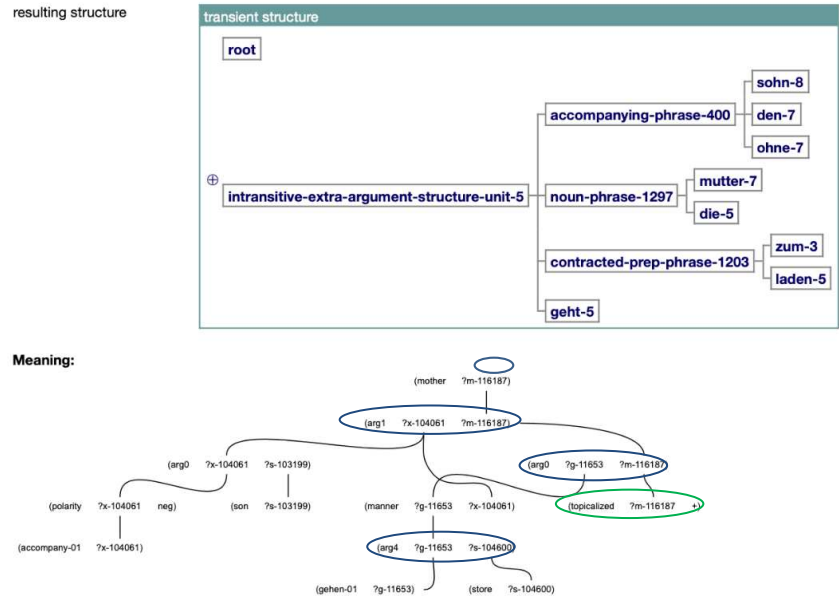 resulting structure
transient structure
root
sohn-8
accompanying-phrase-400
den-7
ohne-7
mutter-7
intransitive-extra-argument-structure-unit-5
noun-phrase-1297
die-5
zum-3
contracted-prep-phrase-1203
laden-5
geht-5
Meaning:
(mother ?m-116187)
(arg1 ?x-104061 ?m-116187)
(arg0 ?x-104061 ?s-103199) (arg0 ?g-11653 ?m-116187)
(polarity ?x-104061 neg) (son ?s-103199) (manner ?g-11653 ?x-104061) (topicalized ?m-116187 +)
(accompany-01 ?x-104061) (arg4 ?g-11653 ?s-104600)
(gehen-01 ?g-11653) (store ?s-104600)